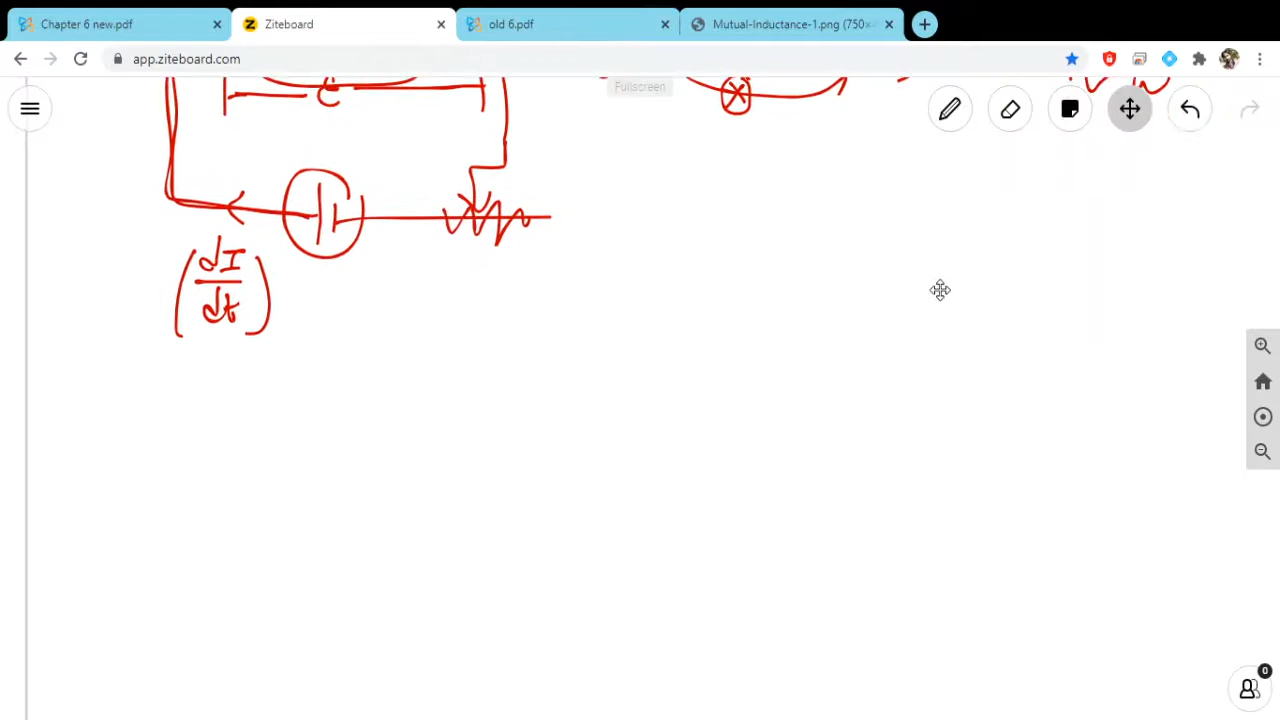 Chapter 6 new.pdf
Ziteboard
old 6.pdf
Mutual-Inductance-1.png (750×4
app.ziteboard.com
Fullscreen
(dI/dt)
0